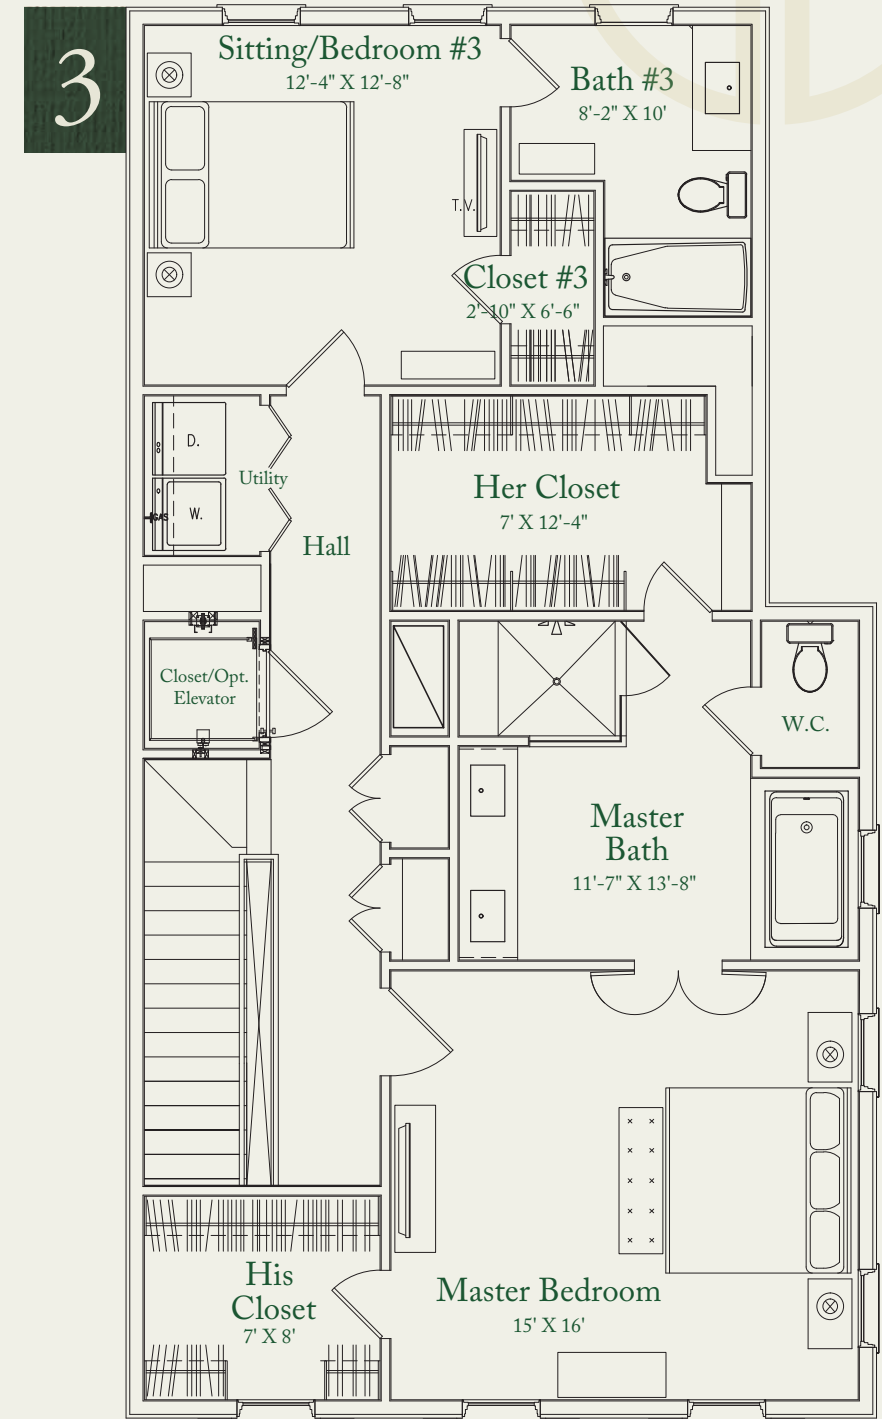 3
Sitting/Bedroom #3
12'-4" X 12'-8"
Bath #3
8'-2" X 10'
T.V.
Closet #3
2'-10" X 6'-6"
D.
Utility
W.
GAS
Hall
Her Closet
7' X 12'-4"
Closet/Opt.
Elevator
W.C.
Master
Bath
11'-7" X 13'-8"
His
Closet
7' X 8'
Master Bedroom
15' X 16'